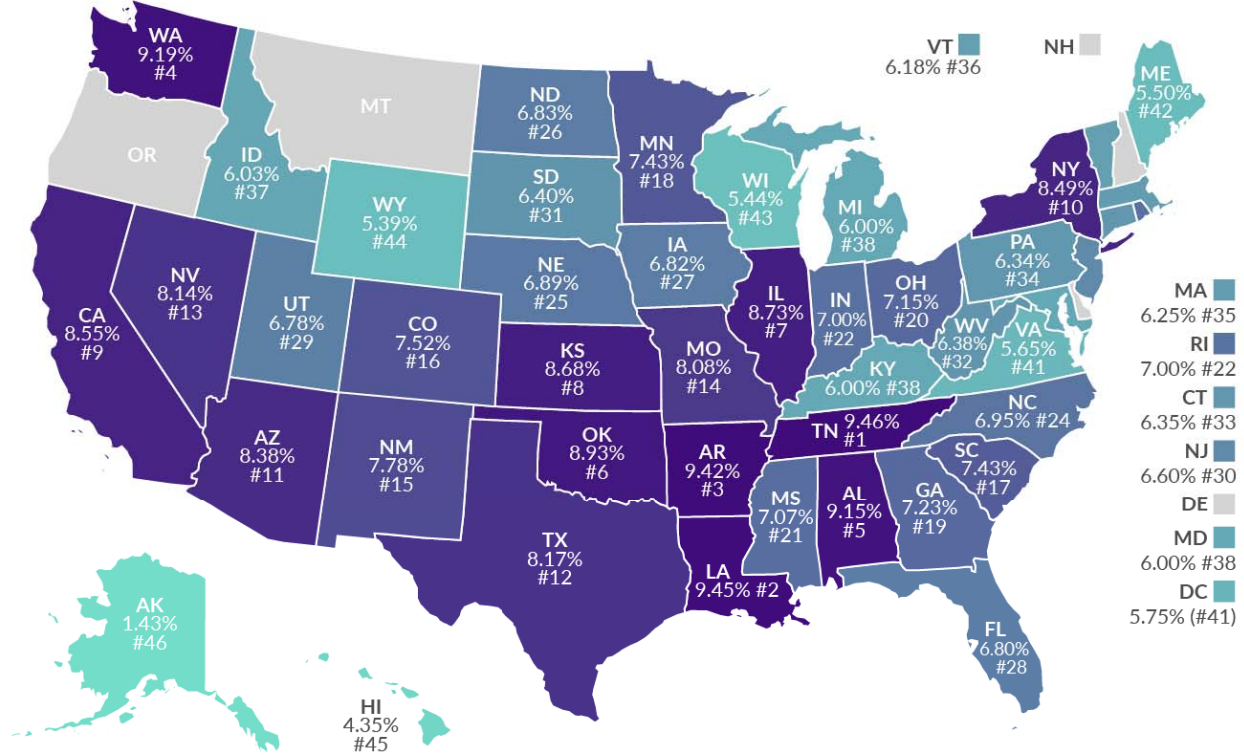 WA
9.19%
#4
MT
OR
ID
6.03%
#37
WY
5.39%
#44
ND
6.83%
#26
SD
6.40%
#31
NE
6.89%
#25
MN
7.43%
#18
IA
6.82%
#27
WI
5.44%
#43
MI
6.00%
#38
VT
6.18% #36
NH
ME
5.50%
#42
NY
8.49%
#10
PA
6.34%
#34
CA
8.55%
#9
NV
8.14%
#13
UT
6.78%
#29
CO
7.52%
#16
KS
8.68%
#8
MO
8.08%
#14
IL
8.73%
#7
IN
7.00%
#22
OH
7.15%
#20
WV
6.38%
#32
VA
5.65%
#41
KY
6.00% #38
NC
6.95% #24
TN 9.46%
#1
SC
7.43%
#17
AZ
8.38%
#11
NM
7.78%
#15
OK
8.93%
#6
AR
9.42%
#3
MS
7.07%
#21
AL
9.15%
#5
GA
7.23%
#19
TX
8.17%
#12
LA
9.45% #2
FL
6.80%
#28
AK
1.43%
#46
HI
4.35%
#45
MA
6.25% #35
RI
7.00% #22
CT
6.35% #33
NJ
6.60% #30
DE
MD
6.00% #38
DC
5.75% (#41)